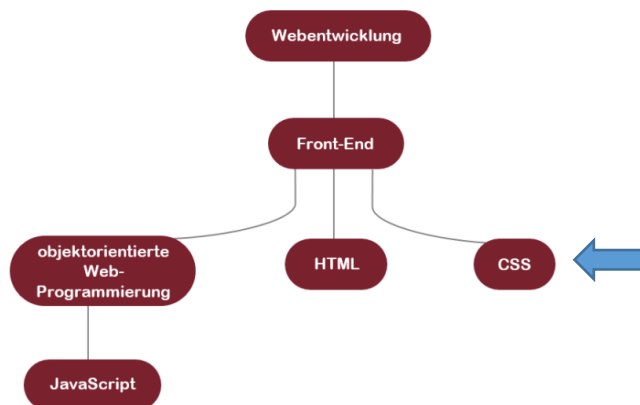 Webentwicklung
Front-End
objektorientierte
Web-
Programmierung
HTML
CSS
JavaScript